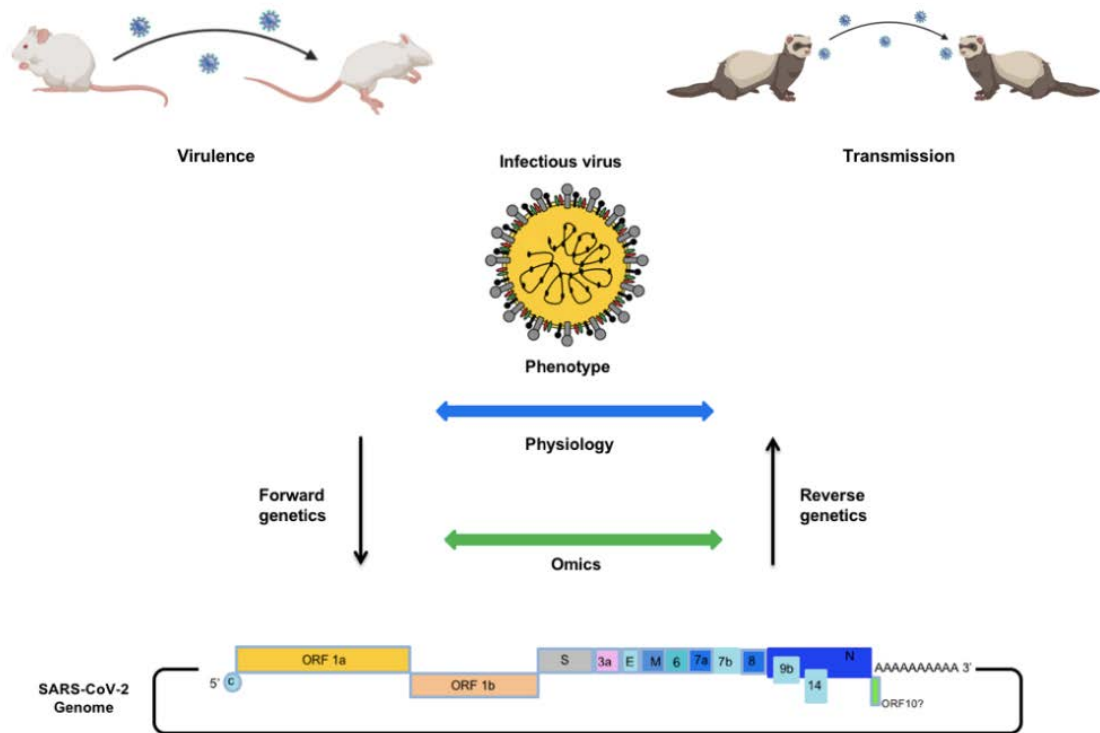 Virulence
Transmission
Infectious virus
Phenotype
Physiology
Forward
genetics
Reverse
genetics
Omics
ORF 1a
S
3a
E
M
6
7a
7b
8
N
9b
14
AAAAAAAAAA 3'
5'
C
ORF 1b
ORF10?
SARS-CoV-2
Genome